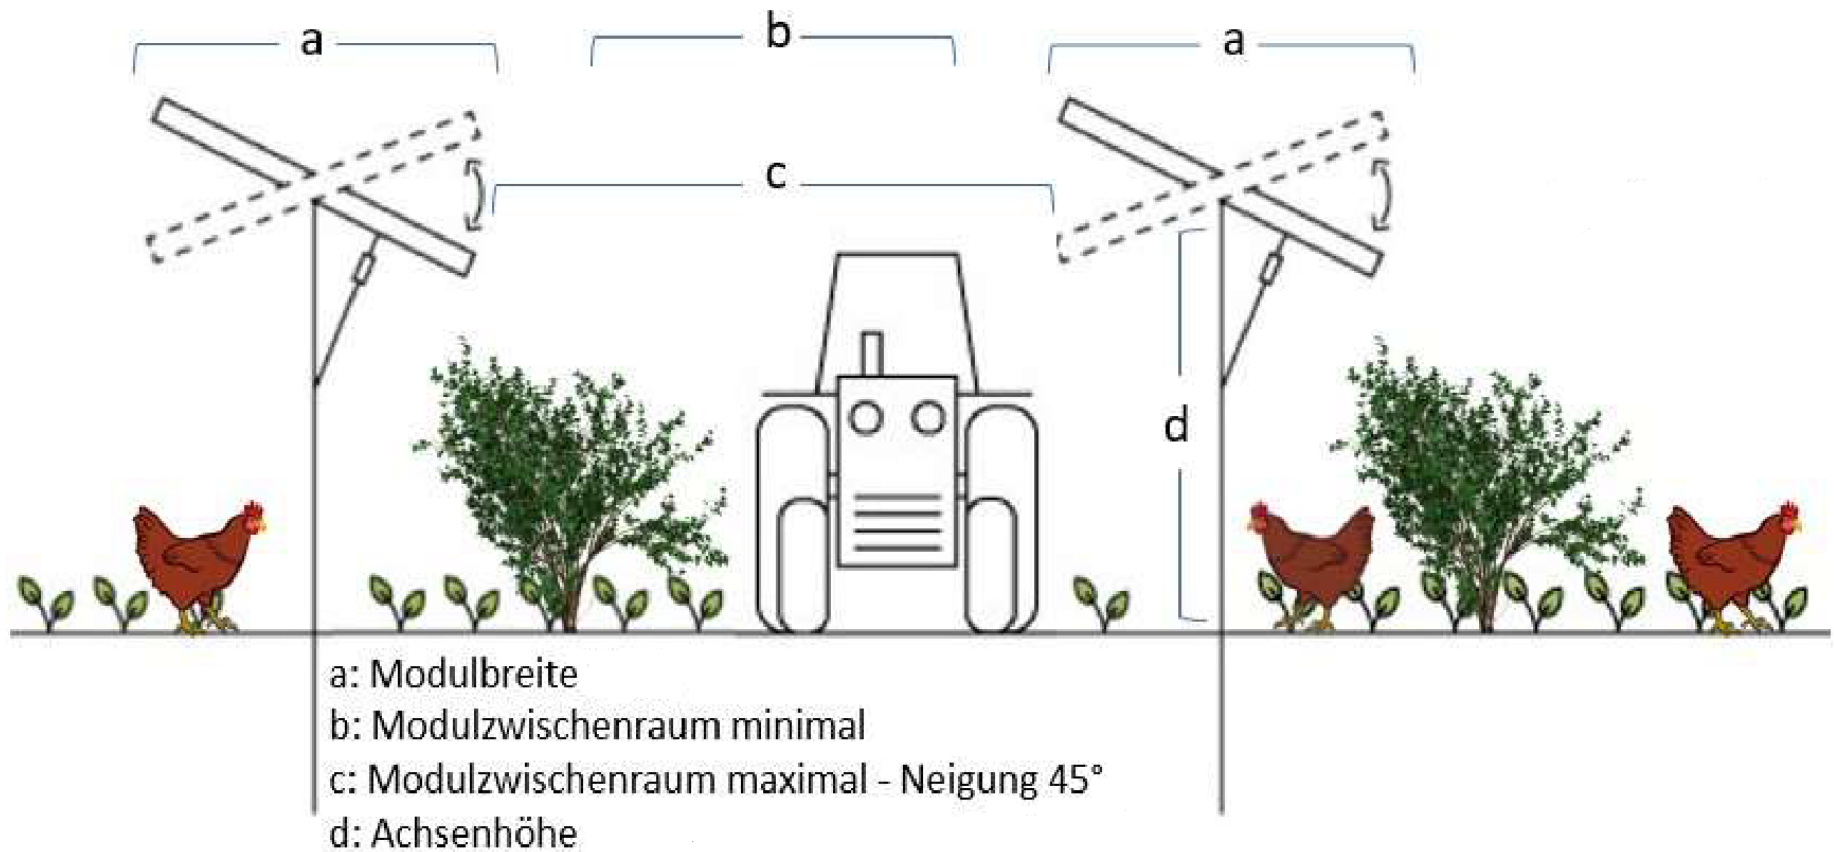 a
b
a
c
d
a: Modulbreite
b: Modulzwischenraum minimal
c: Modulzwischenraum maximal - Neigung 45°
d: Achsenhöhe